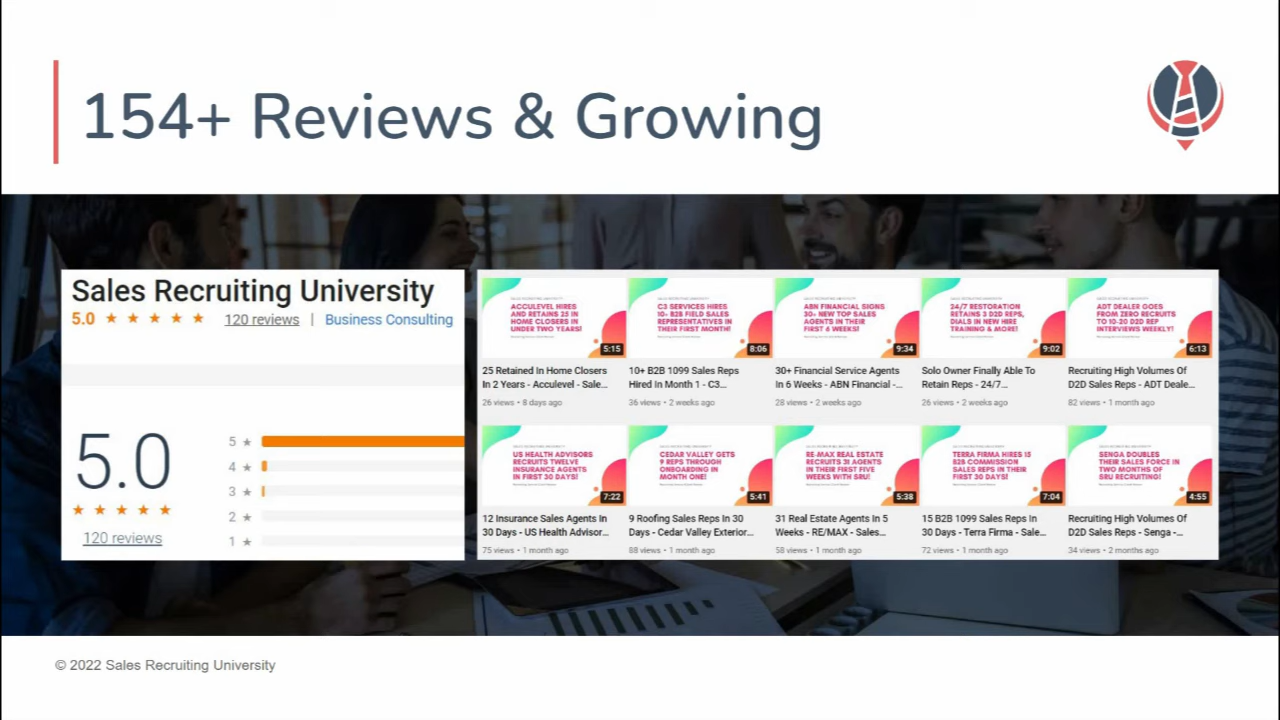 154+ Reviews & Growing
Sales Recruiting University
5.0 ★ ★ ★ ★ ★ 120 reviews | Business Consulting
5.0
★ ★ ★ ★ ★
120 reviews
5 ★
4 ★
3 ★
2 ★
1 ★
ACCULEVEL HIRES
AND RETAINS 25 IN
HOME CLOSERS IN
UNDER TWO YEARS!
5:15
25 Retained In Home Closers
In 2 Years - Acculevel - Sale...
26 views • 8 days ago
C3 SERVICES HIRES
10+ B2B FIELD SALES
REPRESENTATIVES IN
THEIR FIRST MONTH!
8:06
10+ B2B 1099 Sales Reps
Hired In Month 1 - C3...
36 views • 2 weeks ago
ABN FINANCIAL SIGNS
30+ NEW TOP SALES
AGENTS IN THEIR
FIRST 6 WEEKS!
9:34
30+ Financial Service Agents
In 6 Weeks - ABN Financial -...
28 views • 2 weeks ago
24/7 RESTORATION
RETAINS 3 D2D REPS,
DIALS IN NEW HIRE
TRAINING & MORE!
9:02
Solo Owner Finally Able To
Retain Reps - 24/7...
26 views • 2 weeks ago
ADT DEALER GOES
FROM ZERO RECRUITS
TO 10-20 D2D REP
INTERVIEWS WEEKLY!
6:13
Recruiting High Volumes Of
D2D Sales Reps - ADT Deale...
82 views • 1 month ago
US HEALTH ADVISORS
RECRUITS TWELVE
INSURANCE AGENTS
IN FIRST 30 DAYS!
7:22
12 Insurance Sales Agents In
30 Days - US Health Advisor...
75 views • 1 month ago
CEDAR VALLEY GETS
9 REPS THROUGH
ONBOARDING IN
MONTH ONE!
5:41
9 Roofing Sales Reps In 30
Days - Cedar Valley Exterior...
88 views • 1 month ago
RE-MAX REAL ESTATE
RECRUITS 31 AGENTS
IN THEIR FIRST FIVE
WEEKS WITH SRU!
5:38
31 Real Estate Agents In 5
Weeks - RE/MAX - Sales...
58 views • 1 month ago
TERRA FIRMA HIRES 15
B2B COMMISSION
SALES REPS IN THEIR
FIRST 30 DAYS!
7:04
15 B2B 1099 Sales Reps In
30 Days - Terra Firma - Sale...
72 views • 1 month ago
SENGA DOUBLES
THEIR SALES FORCE IN
TWO MONTHS OF
SRU RECRUITING!
4:55
Recruiting High Volumes Of
D2D Sales Reps - Senga -...
34 views • 2 months ago
© 2022 Sales Recruiting University